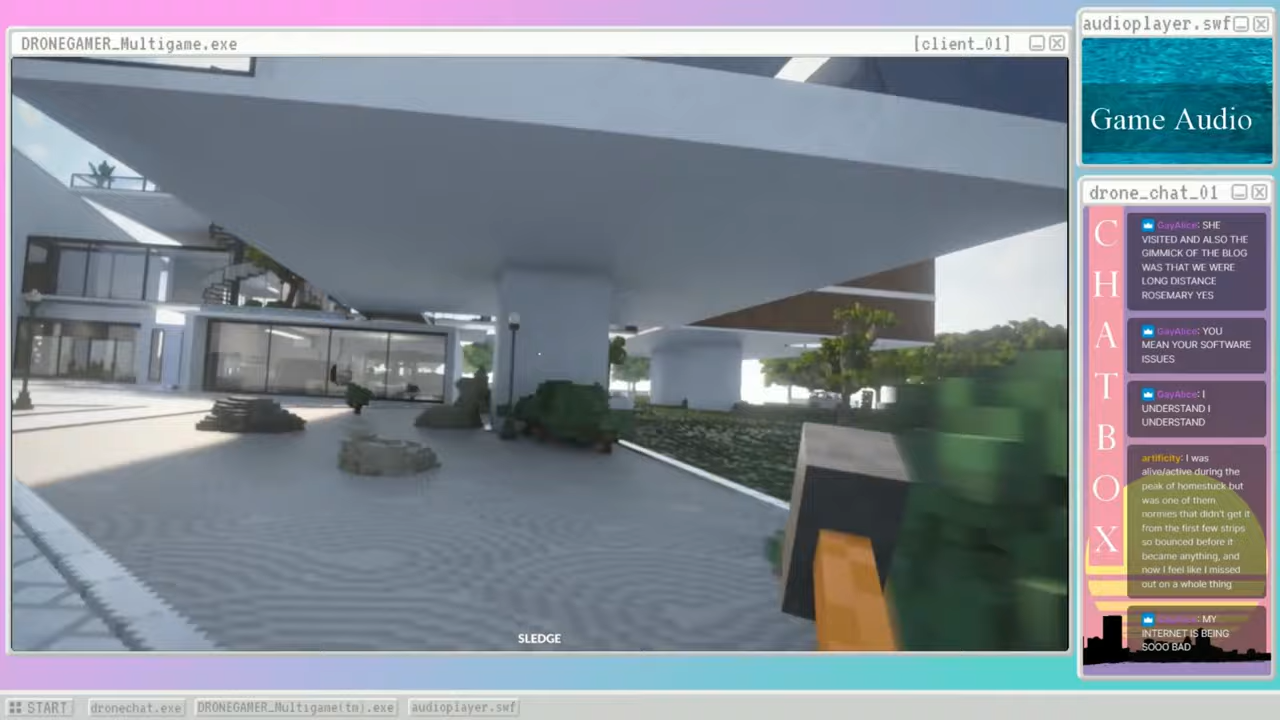 DRONEGAMER_Multigame.exe
[client_01]
audioplayer.swf
Game Audio
drone_chat_01
CHATBOX
GayAlice: SHE
VISITED AND ALSO THE
GIMMICK OF THE BLOG
WAS THAT WE WERE
LONG DISTANCE
ROSEMARY YES
GayAlice: YOU
MEAN YOUR SOFTWARE
ISSUES
GayAlice: I
UNDERSTAND I
UNDERSTAND
artificity: I was
alive/active during the
peak of homestuck but
was one of them
normies that didn't get it
from the first few strips
so bounced before it
became anything, and
now I feel like I missed
out on a whole thing
GayAlice: MY
INTERNET IS BEING
SOOO BAD
SLEDGE
START
dronechat.exe
DRONEGAMER_Multigame(tm).exe
audioplayer.swf